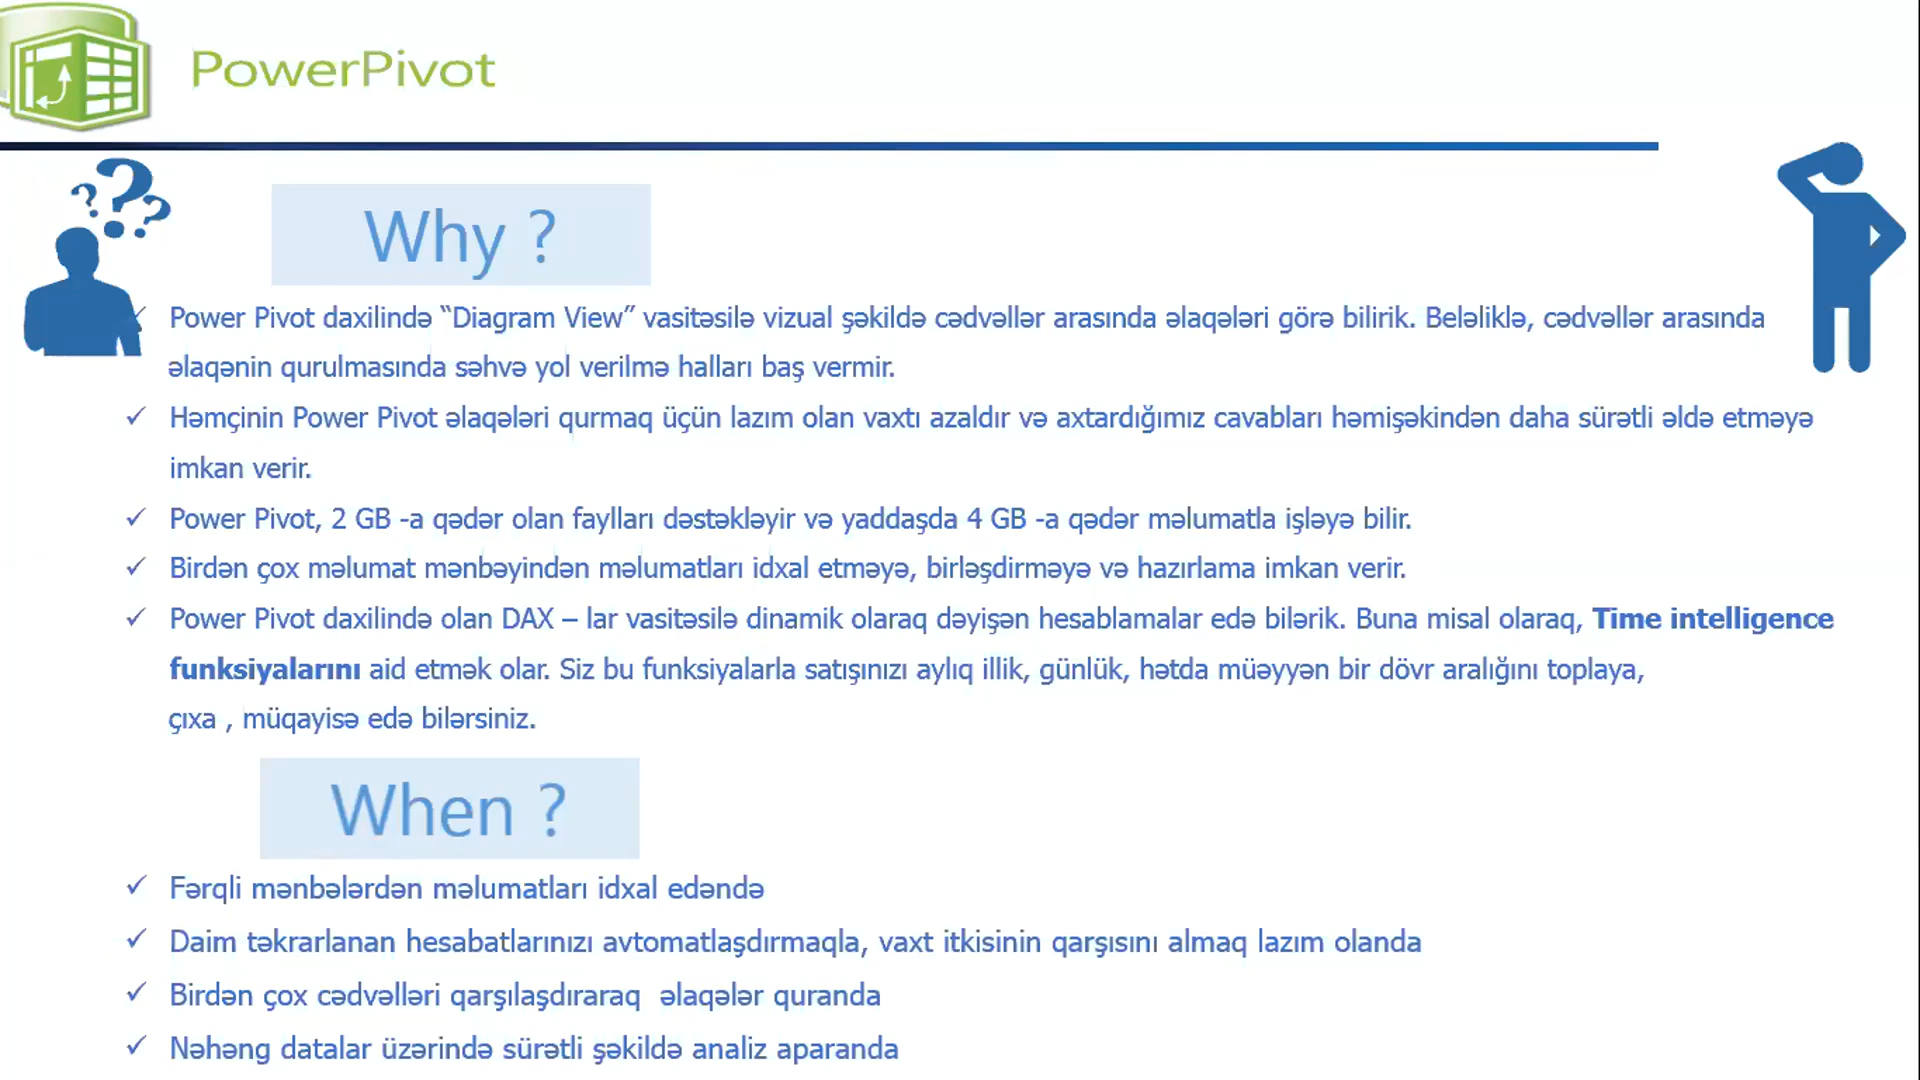 PowerPivot
Why ?
Power Pivot daxilində “Diagram View” vasitəsilə vizual şəkildə cədvəllər arasında əlaqələri görə bilirik. Beləliklə, cədvəllər arasında
əlaqənin qurulmasında səhvə yol verilmə halları baş vermir.
Həmçinin Power Pivot əlaqələri qurmaq üçün lazım olan vaxtı azaldır və axtardığımız cavabları həmişəkindən daha sürətli əldə etməyə
imkan verir.
Power Pivot, 2 GB -a qədər olan faylları dəstəkləyir və yaddaşda 4 GB -a qədər məlumatla işləyə bilir.
Birdən çox məlumat mənbəyindən məlumatları idxal etməyə, birləşdirməyə və hazırlama imkan verir.
Power Pivot daxilində olan DAX – lar vasitəsilə dinamik olaraq dəyişən hesablamalar edə bilərik. Buna misal olaraq, Time intelligence
funksiyalarını aid etmək olar. Siz bu funksiyalarla satışınızı aylıq illik, günlük, hətda müəyyən bir dövr aralığını toplaya,
çıxa , müqayisə edə bilərsiniz.
When ?
Fərqli mənbələrdən məlumatları idxal edəndə
Daim təkrarlanan hesabatlarınızı avtomatlaşdırmaqla, vaxt itkisinin qarşısını almaq lazım olanda
Birdən çox cədvəlləri qarşılaşdıraraq  əlaqələr quranda
Nəhəng datalar üzərində sürətli şəkildə analiz aparanda